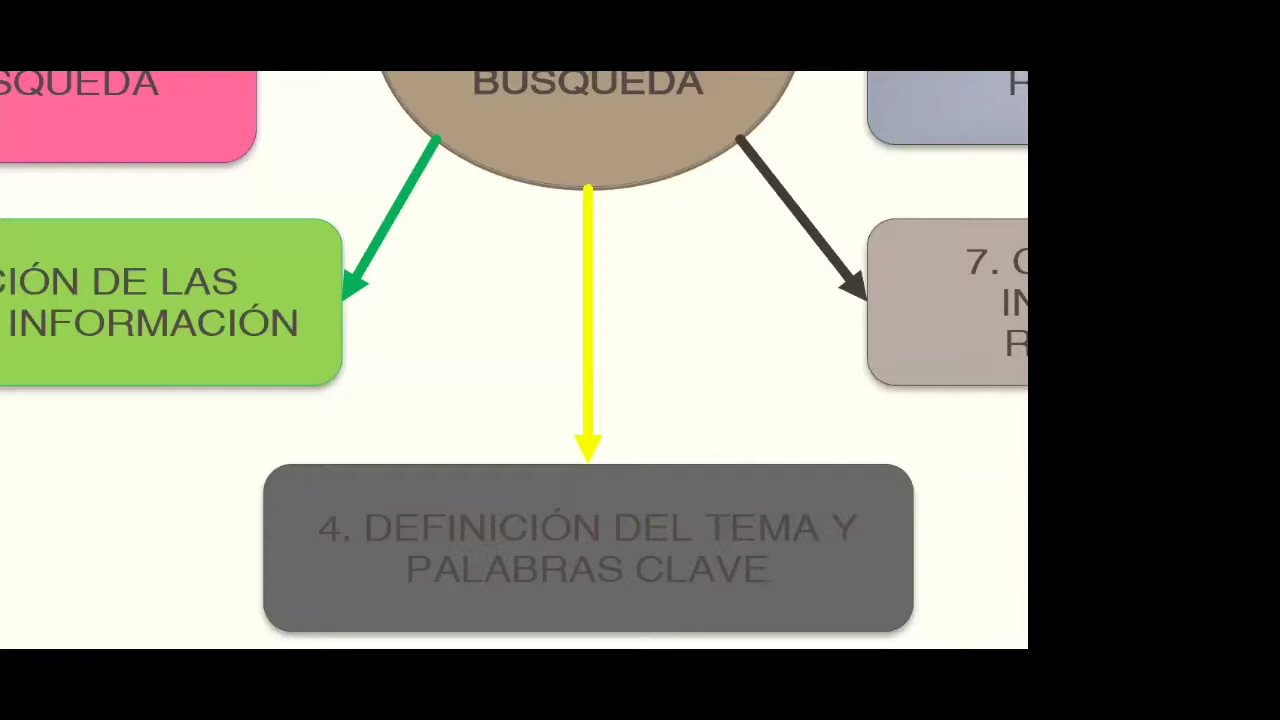 SQUEDA
BUSQUEDA
CIÓN DE LAS
INFORMACIÓN
7.
4. DEFINICIÓN DEL TEMA Y
PALABRAS CLAVE